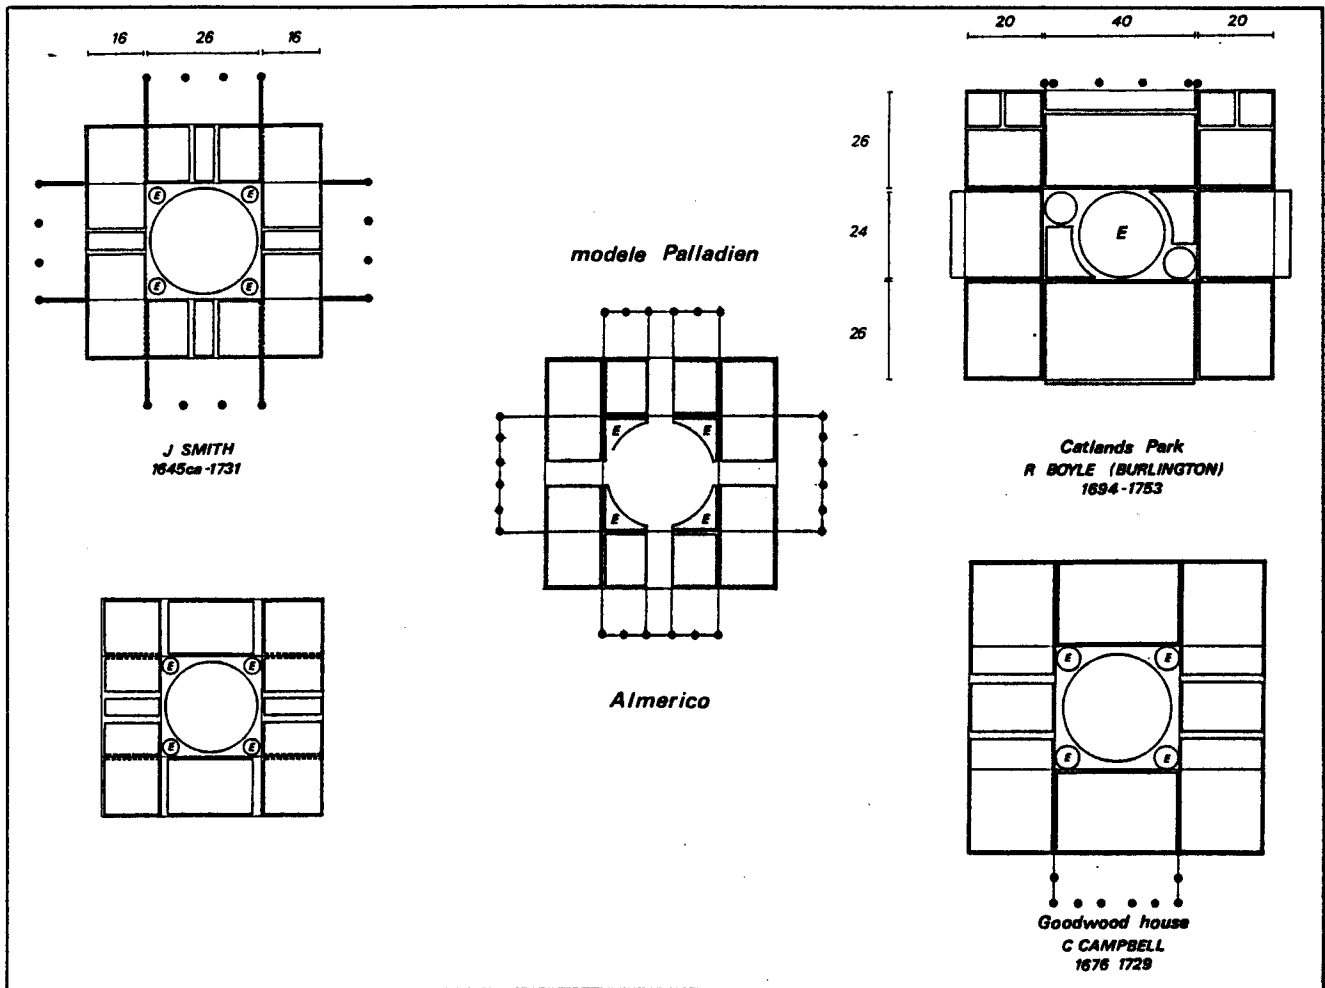 16 26 16
E E
E E
J SMITH
1645ca-1731
E E
E E
modele Palladien
E E
E E
Almerico
20 40 20
26
24
26
E
Catlands Park
R BOYLE (BURLINGTON)
1694-1753
E E
E E
Goodwood house
C CAMPBELL
1676 1729